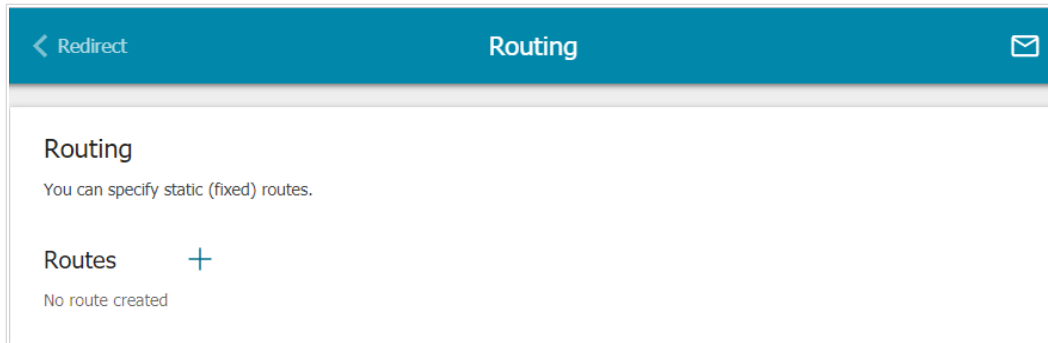 Redirect
Routing
Routing
You can specify static (fixed) routes.
Routes
No route created